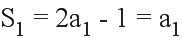 S₁ = 2a₁ - 1 = a₁